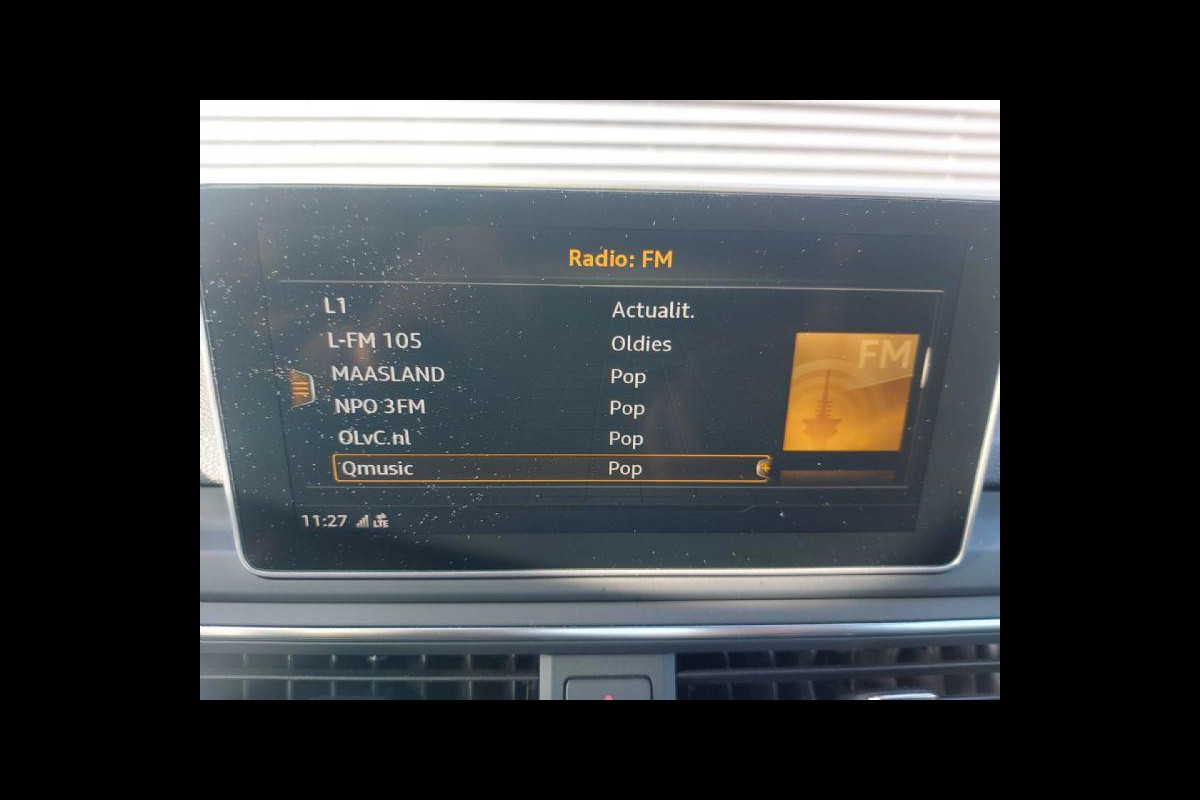 Radio: FM
L1 Actualit.
L-FM 105 Oldies
MAASLAND Pop
NPO 3FM Pop
OLvC.nl Pop
Qmusic Pop
FM
11:27 LTE